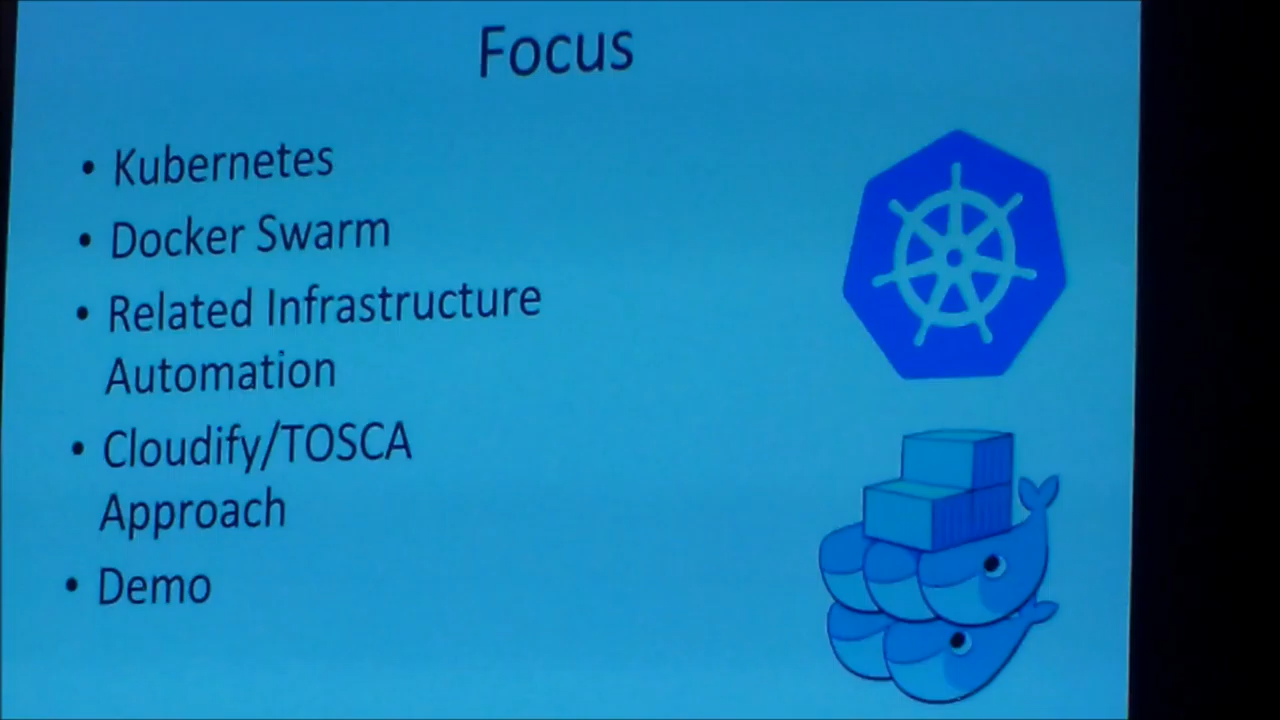 Focus
• Kubernetes
• Docker Swarm
• Related Infrastructure
Automation
• Cloudify/TOSCA
Approach
• Demo